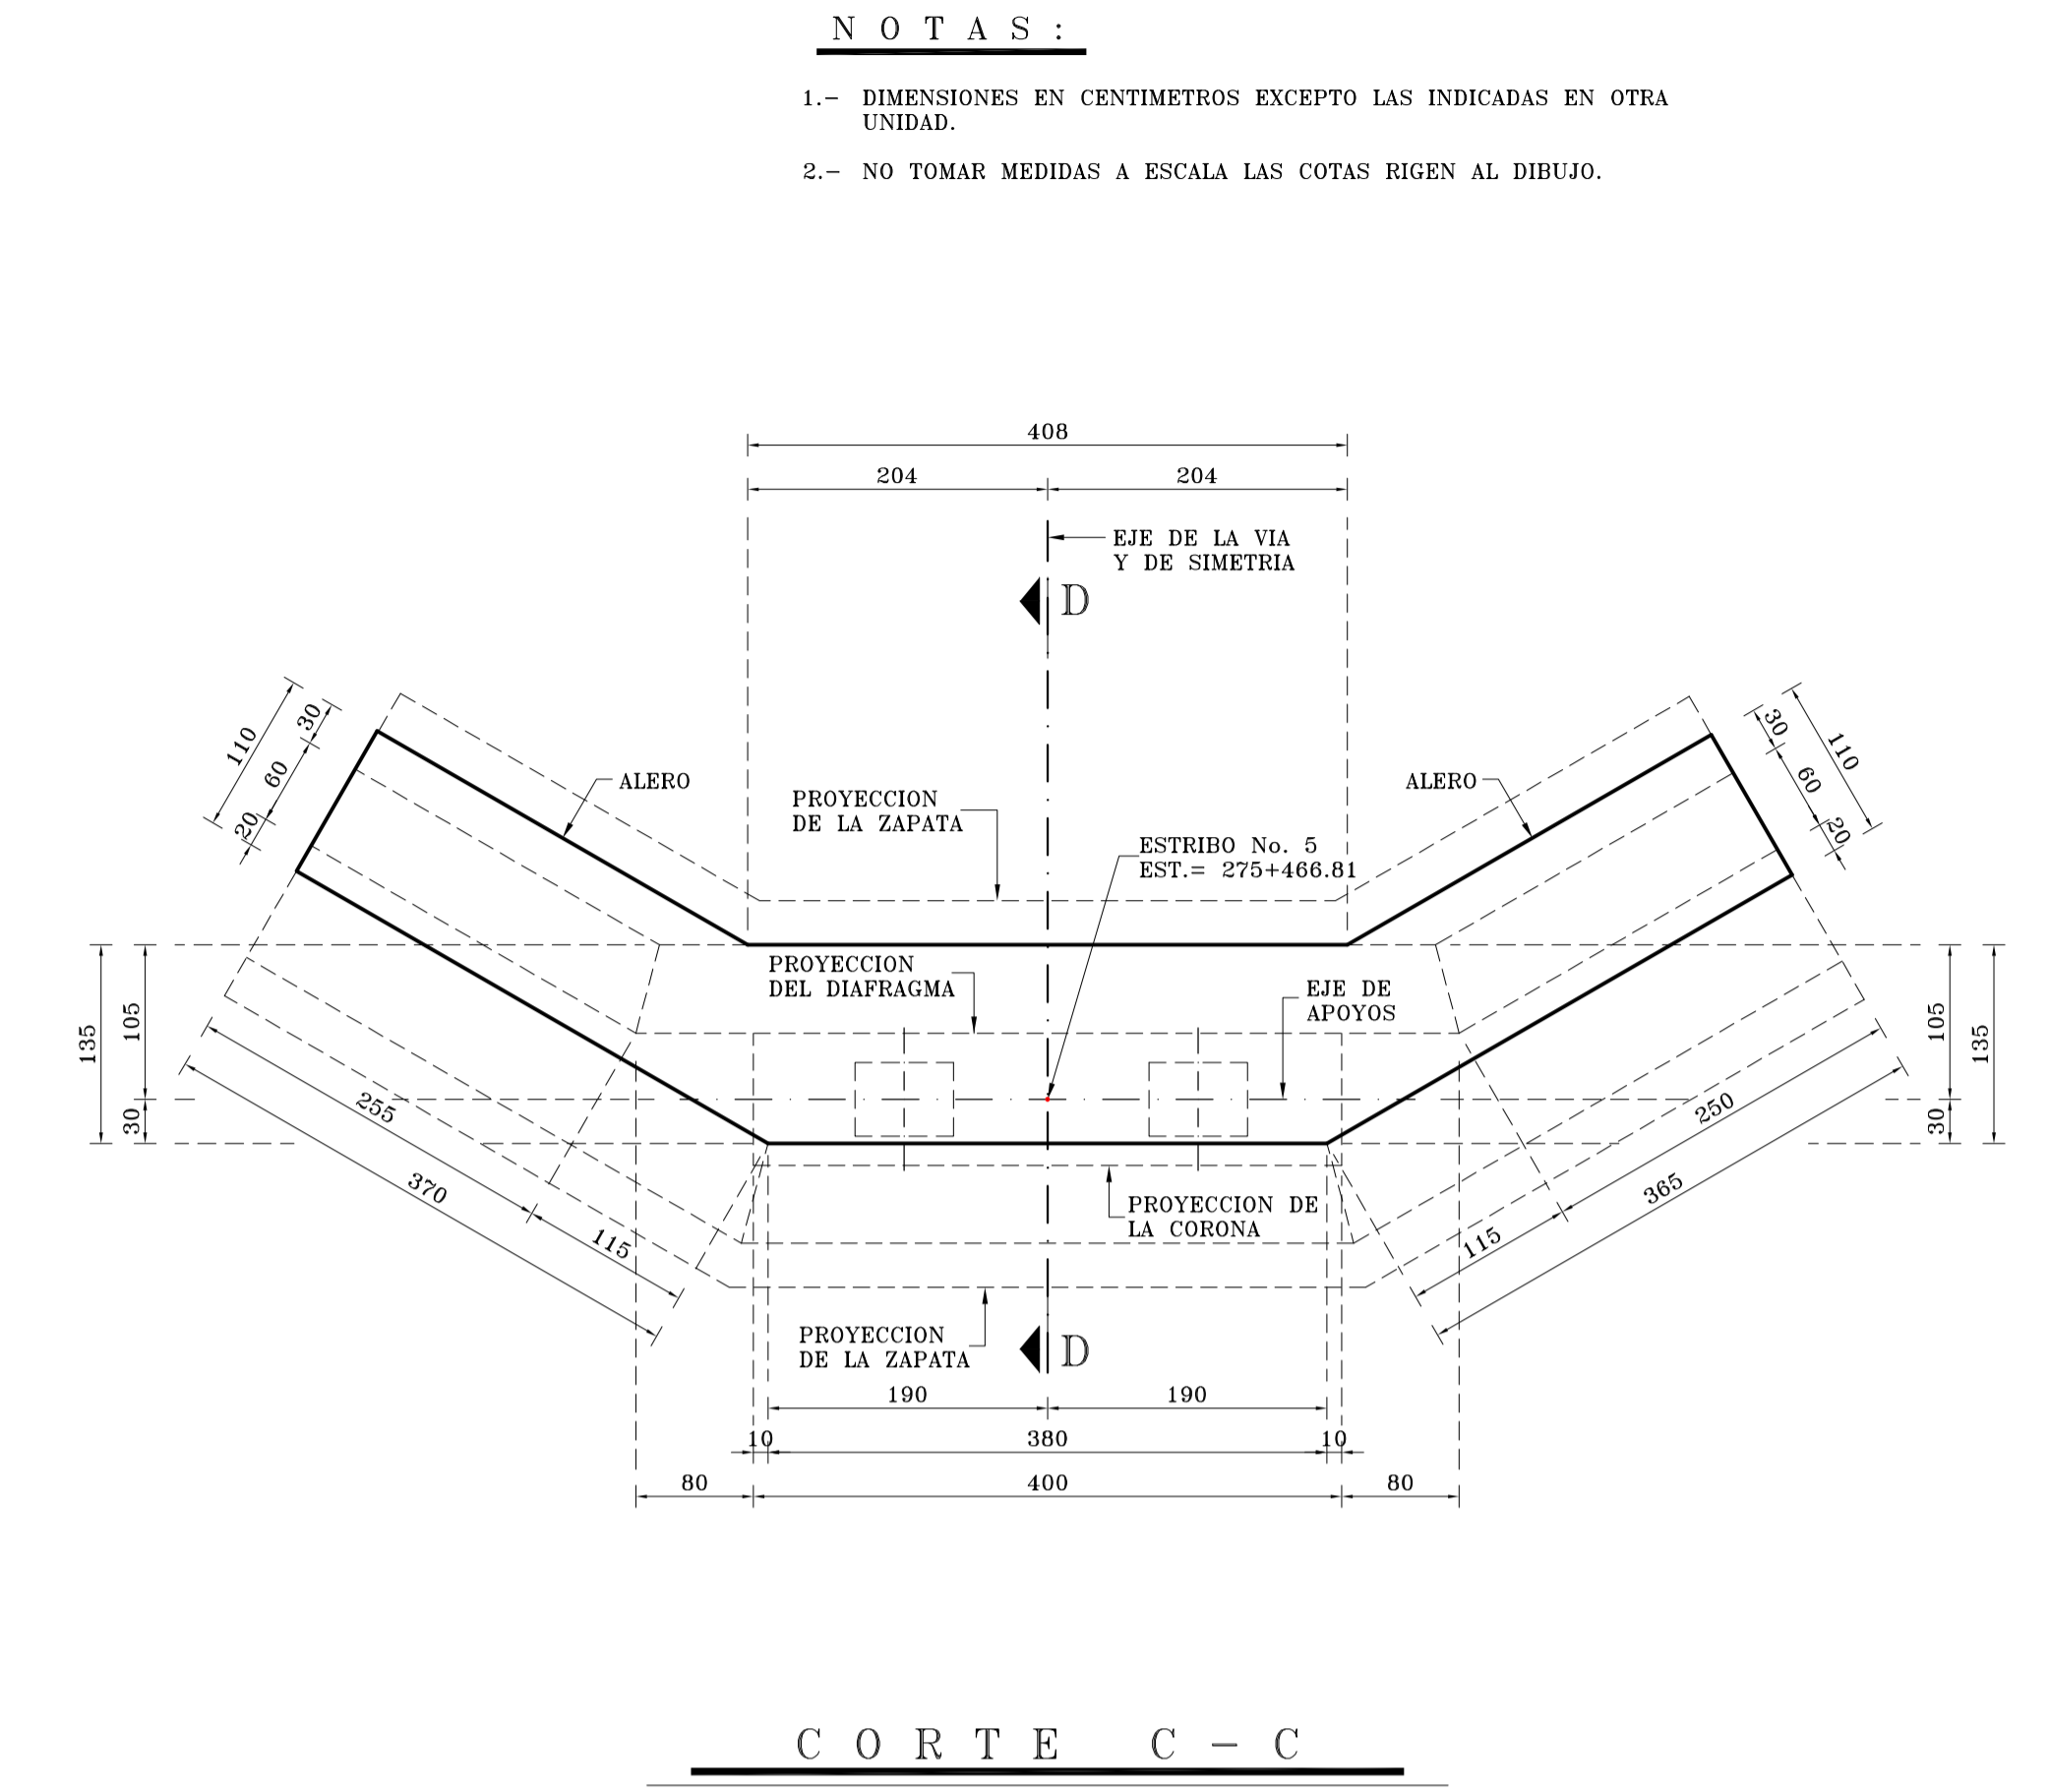 N O T A S :
1.- DIMENSIONES EN CENTIMETROS EXCEPTO LAS INDICADAS EN OTRA
UNIDAD.
2.- NO TOMAR MEDIDAS A ESCALA LAS COTAS RIGEN AL DIBUJO.
408
204 204
EJE DE LA VIA
Y DE SIMETRIA
D
110 30 60 20
30 110 60 20
ALERO
ALERO
PROYECCION
DE LA ZAPATA
ESTRIBO No. 5
EST.= 275+466.81
PROYECCION
DEL DIAFRAGMA
EJE DE
APOYOS
135 105 30
105 135 30
255
370
115
250
365
115
PROYECCION DE
LA CORONA
PROYECCION
DE LA ZAPATA
D
190 190
10 380 10
80 400 80
C O R T E C - C